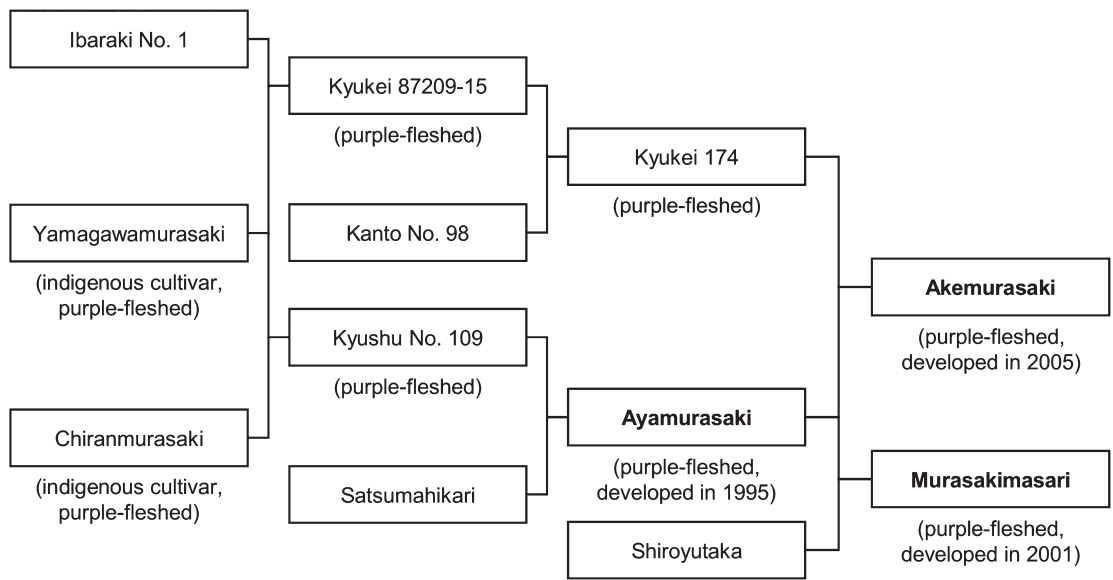 Ibaraki No. 1
Yamagawamurasaki
(indigenous cultivar,
purple-fleshed)
Chiranmurasaki
(indigenous cultivar,
purple-fleshed)
Kyukei 87209-15
(purple-fleshed)
Kanto No. 98
Kyushu No. 109
(purple-fleshed)
Satsumahikari
Kyukei 174
(purple-fleshed)
Ayamurasaki
(purple-fleshed,
developed in 1995)
Shiroyutaka
Akemurasaki
(purple-fleshed,
developed in 2005)
Murasakimasari
(purple-fleshed,
developed in 2001)